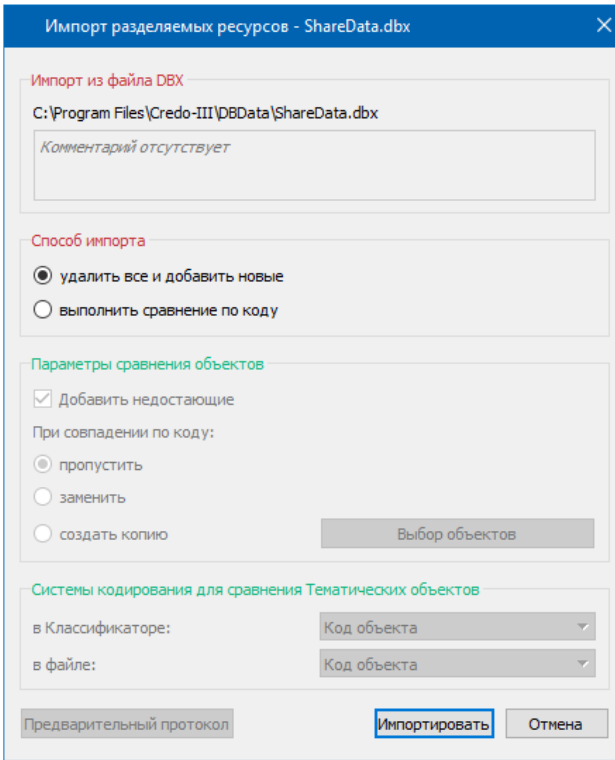 Импорт разделяемых ресурсов - ShareData.dbx
Импорт из файла DBX
C:\Program Files\Credo-III\DBData\ShareData.dbx
Комментарий отсутствует
Способ импорта
удалить все и добавить новые
выполнить сравнение по коду
Параметры сравнения объектов
Добавить недостающие
При совпадении по коду:
пропустить
заменить
создать копию Выбор объектов
Системы кодирования для сравнения Тематических объектов
в Классификаторе: Код объекта
в файле: Код объекта
Предварительный протокол Импортировать Отмена